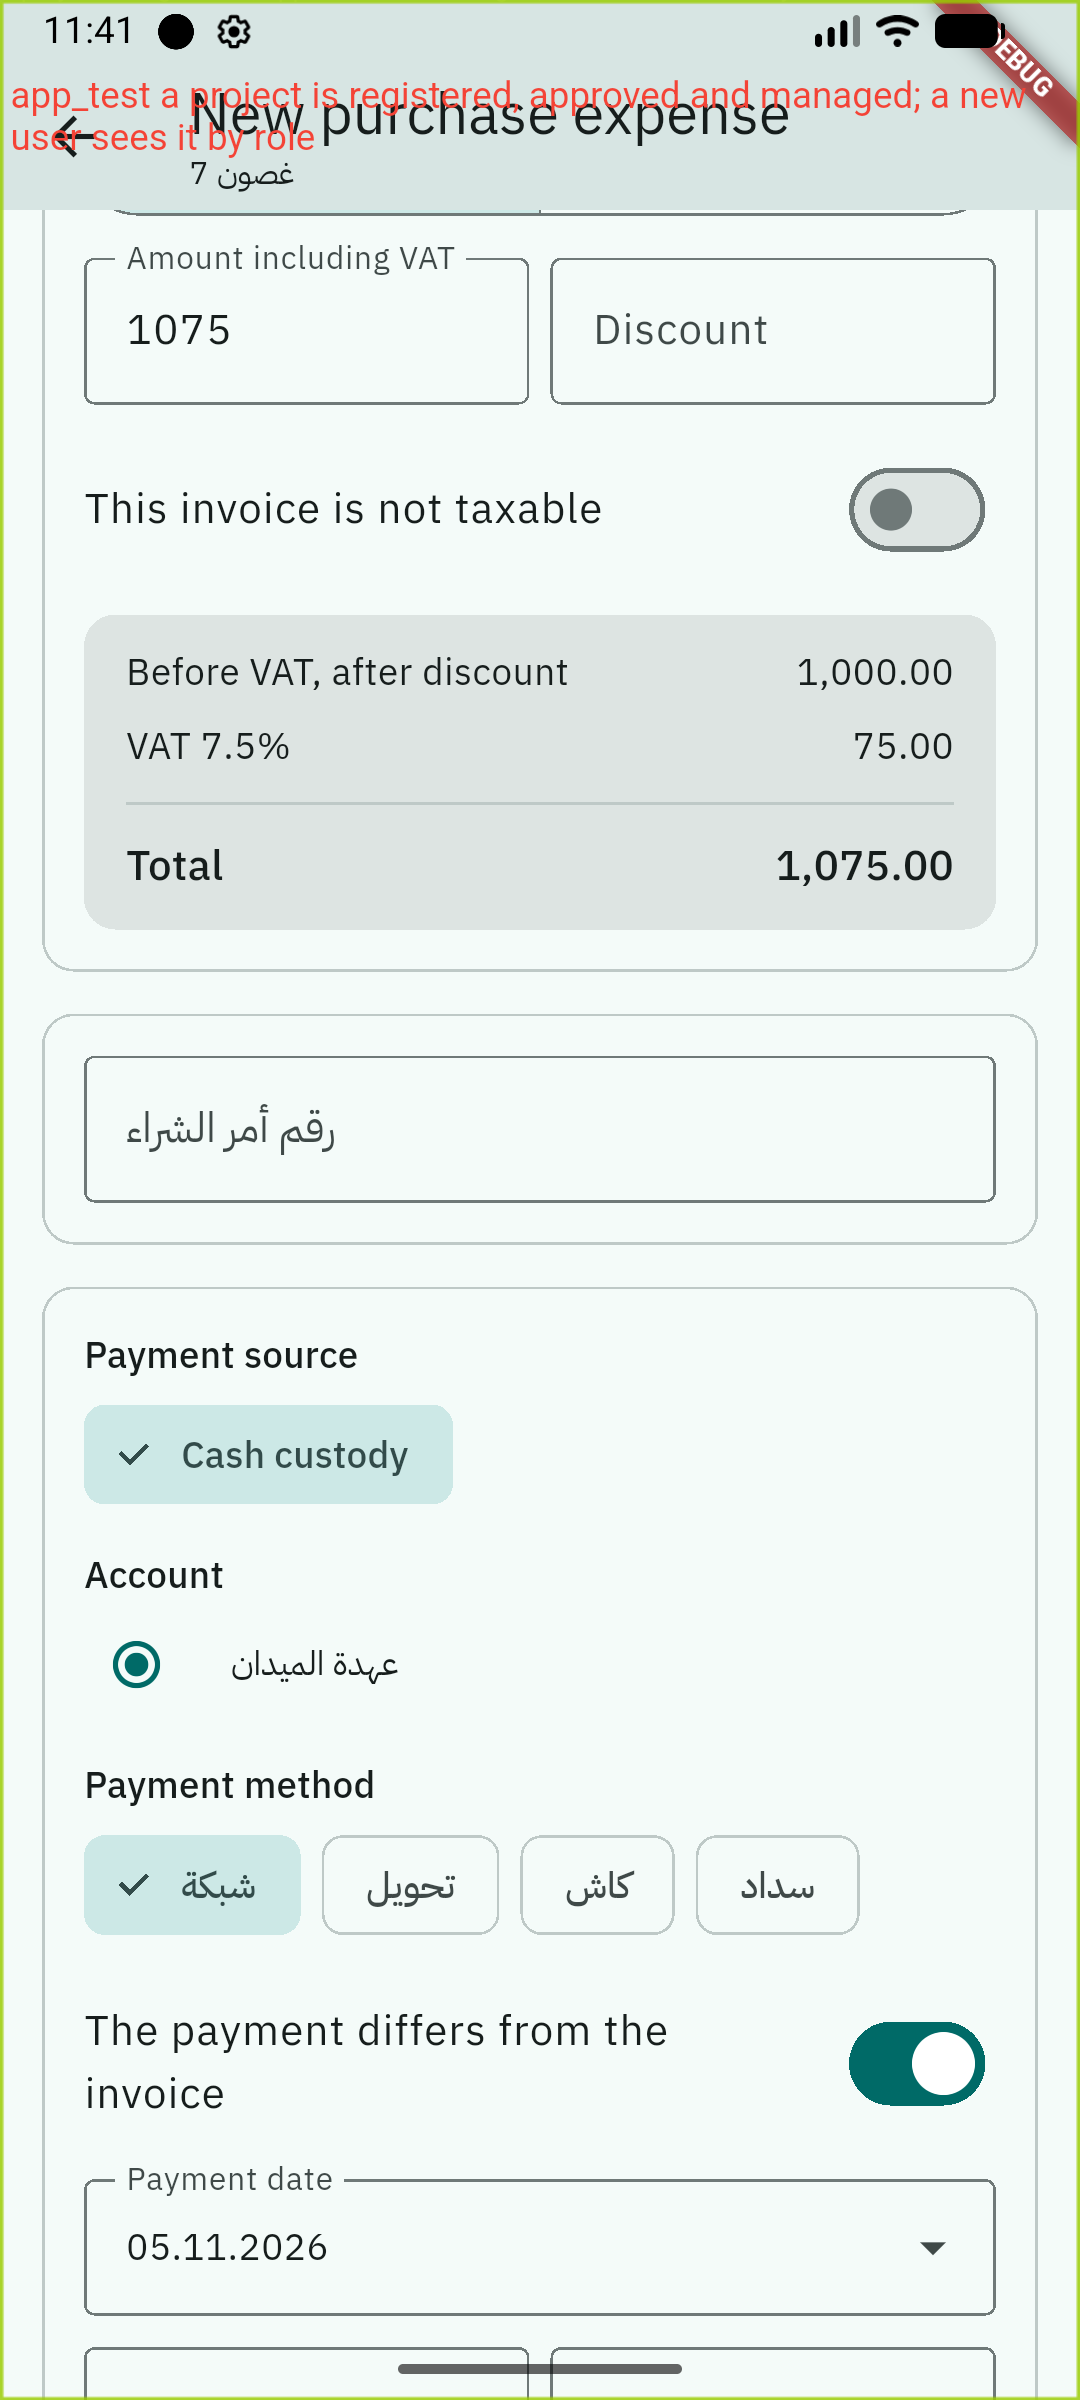 11:41
DEBUG
app_test a project is registered, approved and managed; a new
user sees it by role
New purchase expense
غصون 7
Amount including VAT
1075
Discount
This invoice is not taxable
Before VAT, after discount 1,000.00
VAT 7.5% 75.00
Total 1,075.00
رقم أمر الشراء
Payment source
Cash custody
Account
عهدة الميدان
Payment method
شبكة تحويل كاش سداد
The payment differs from the
invoice
Payment date
05.11.2026